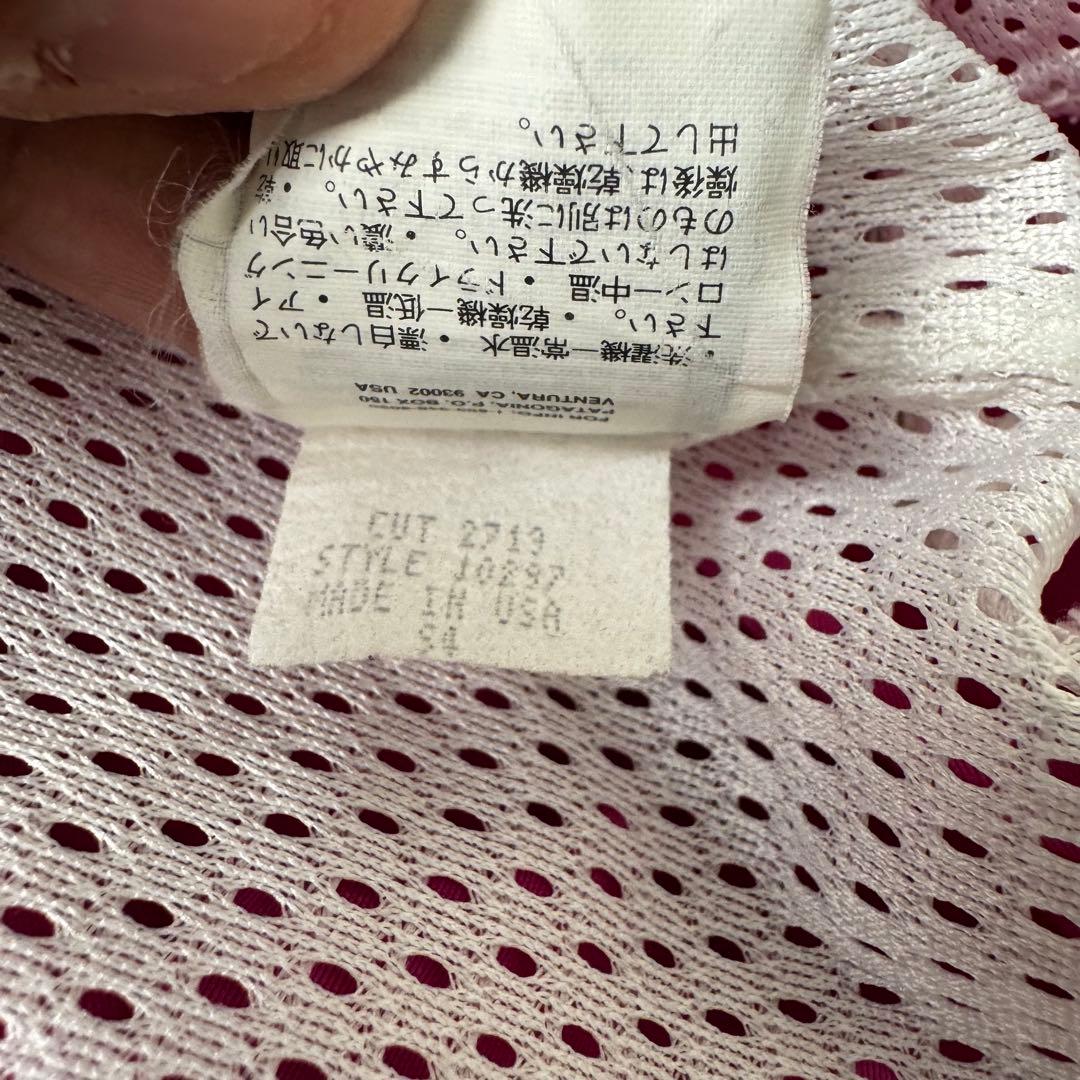 FOR INFO:
PATAGONIA, P.O. BOX 150
VENTURA, CA 93002 USA
・洗濯機ー常温水 ・漂白しないで
下さい。 ・乾燥機ー低温 ・アイ
ロンー中温 ・ドライクリーニング
はしないで下さい。 ・濃い色合い
のものは別に洗って下さい。 ・乾
燥後は、乾燥機からすみやかに取り
出して下さい。
CUT 2719
STYLE
MADE IN USA
S4